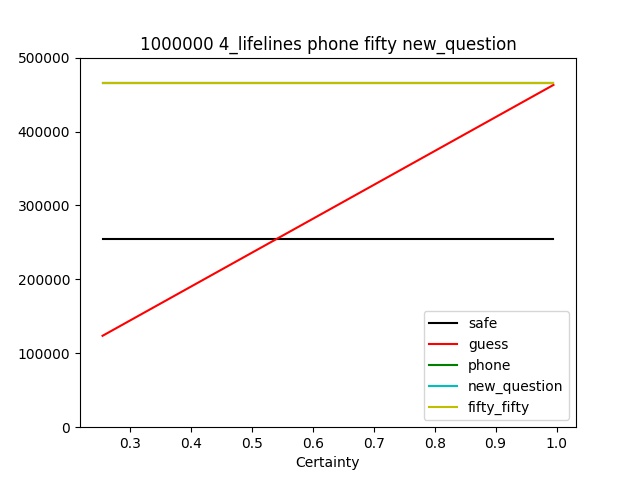 1000000 4_lifelines phone fifty new_question
500000
400000
300000
200000
100000
0
0.3 0.4 0.5 0.6 0.7 0.8 0.9 1.0
Certainty
safe
guess
phone
new_question
fifty_fifty